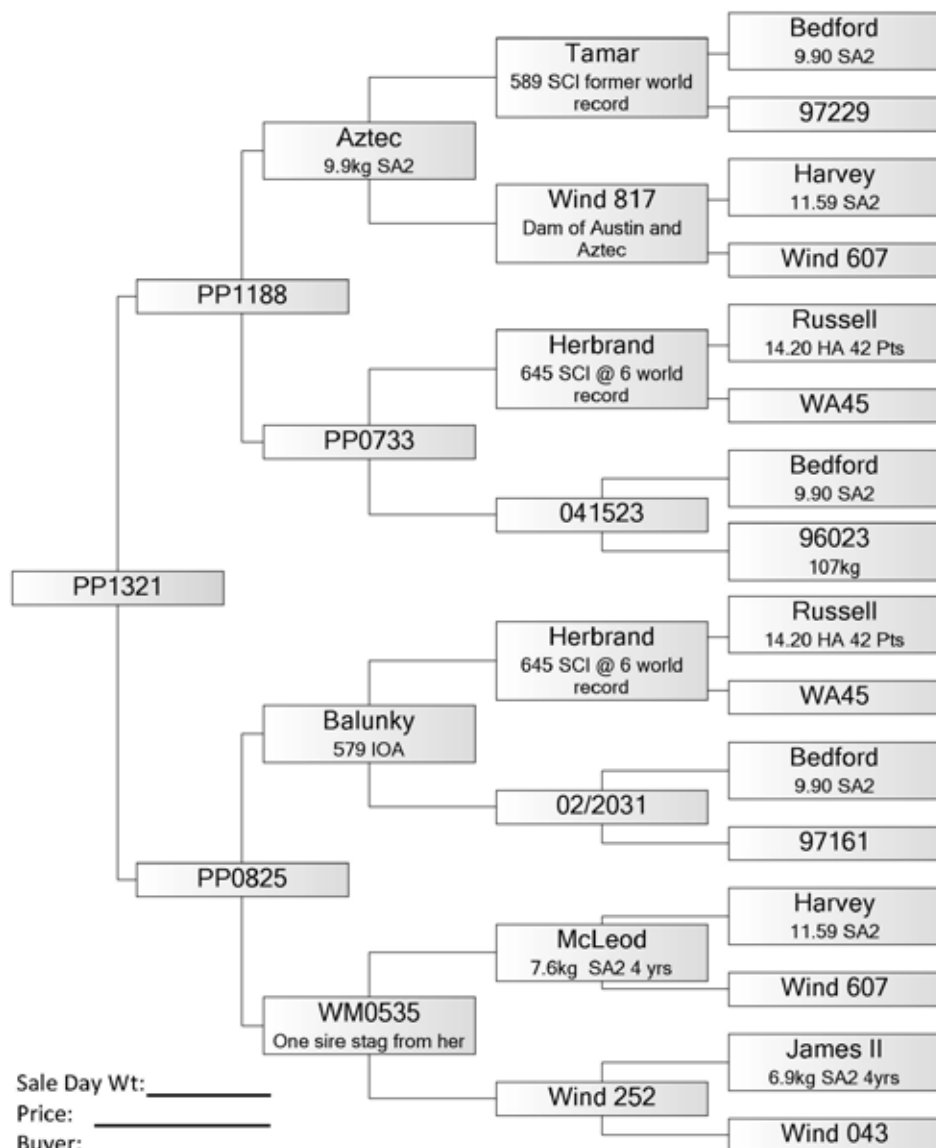 Bedford
9.90 SA2
Tamar
589 SCI former world
record
97229
Aztec
9.9kg SA2
Harvey
11.59 SA2
Wind 817
Dam of Austin and
Aztec
Wind 607
PP1188
Russell
14.20 HA 42 Pts
Herbrand
645 SCI @ 6 world
record
WA45
PP0733
Bedford
9.90 SA2
041523
96023
107kg
PP1321
Russell
14.20 HA 42 Pts
Herbrand
645 SCI @ 6 world
record
WA45
Balunky
579 IOA
Bedford
9.90 SA2
02/2031
97161
PP0825
Harvey
11.59 SA2
McLeod
7.6kg SA2 4 yrs
Wind 607
WM0535
One sire stag from her
James II
6.9kg SA2 4yrs
Wind 252
Wind 043
Sale Day Wt:
Price:
Buyer: